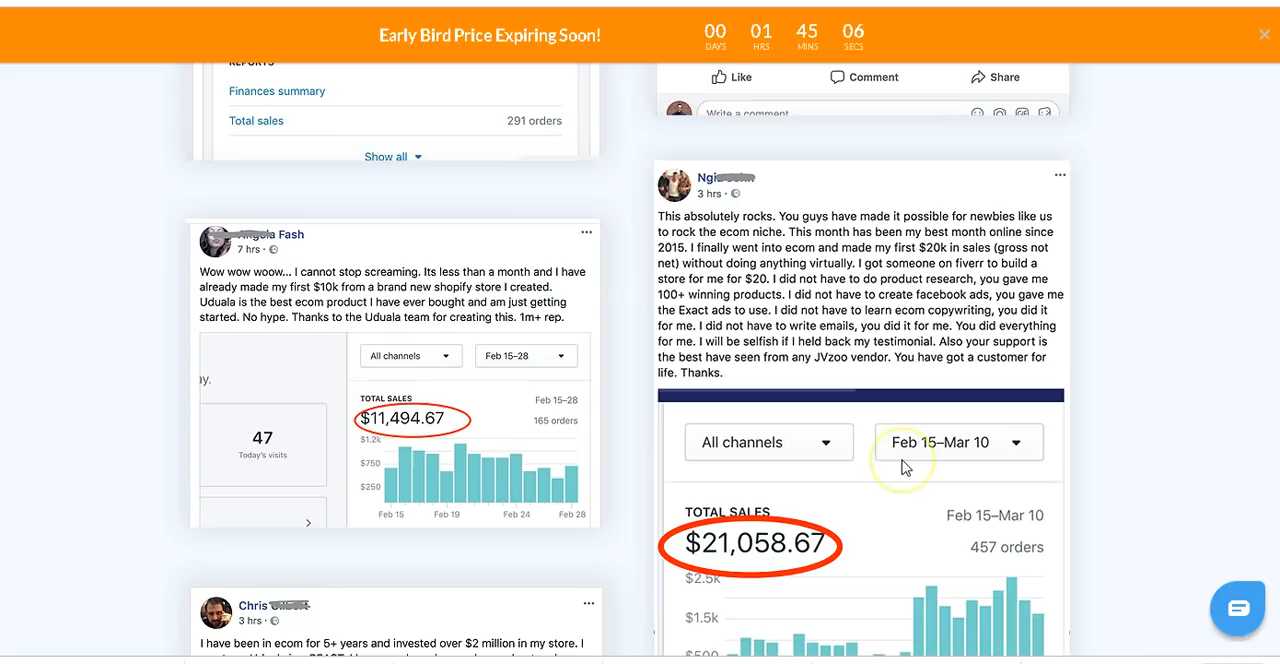 Early Bird Price Expiring Soon!
00 01 45 06
DAYS HRS MINS SECS
REPORTS
Finances summary
Total sales 291 orders
Show all
Like Comment Share
Write a comment
Fash
7 hrs
Wow wow woow... I cannot stop screaming. Its less than a month and I have
already made my first $10k from a brand new shopify store I created.
Uduala is the best ecom product I have ever bought and am just getting
started. No hype. Thanks to the Uduala team for creating this. 1m+ rep.
ay.
47
Today's visits
All channels Feb 15–28
TOTAL SALES Feb 15–28
$11,494.67 165 orders
$1.2k
$750
$250
Feb 15 Feb 19 Feb 24 Feb 28
Chris
3 hrs
I have been in ecom for 5+ years and invested over $2 million in my store. I
3 hrs
This absolutely rocks. You guys have made it possible for newbies like us
to rock the ecom niche. This month has been my best month online since
2015. I finally went into ecom and made my first $20k in sales (gross not
net) without doing anything virtually. I got someone on fiverr to build a
store for me for $20. I did not have to do product research, you gave me
100+ winning products. I did not have to create facebook ads, you gave me
the Exact ads to use. I did not have to learn ecom copywriting, you did it
for me. I did not have to write emails, you did it for me. You did everything
for me. I will be selfish if I held back my testimonial. Also your support is
the best have seen from any JVzoo vendor. You have got a customer for
life. Thanks.
All channels Feb 15–Mar 10
TOTAL SALES Feb 15–Mar 10
$21,058.67 457 orders
$2.5k
$1.5k
$500